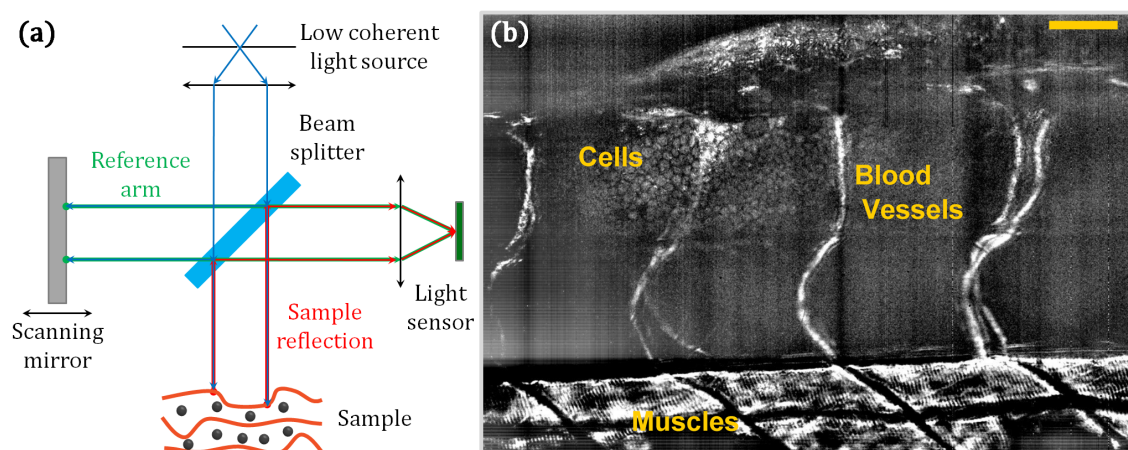 (a)
Low coherent
light source
Beam
splitter
Reference
arm
Scanning
mirror
Light
sensor
Sample
reflection
Sample
(b)
Cells
Blood
Vessels
Muscles